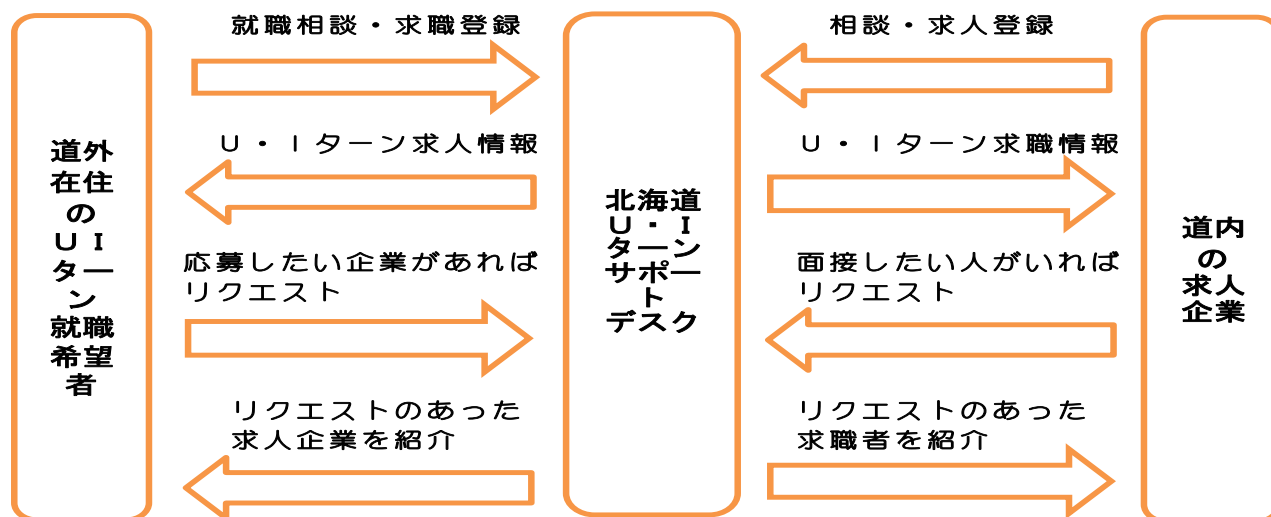 就職相談・求職登録
相談・求人登録
U・Iターン求人情報
U・Iターン求職情報
道外
在住
の
UI
ター
ン
就職
希望
者
北海道
U・I
ターン
サポー
ト
デスク
道内
の
求人
企業
応募したい企業があれば
リクエスト
面接したい人がいれば
リクエスト
リクエストのあった
求人企業を紹介
リクエストのあった
求職者を紹介